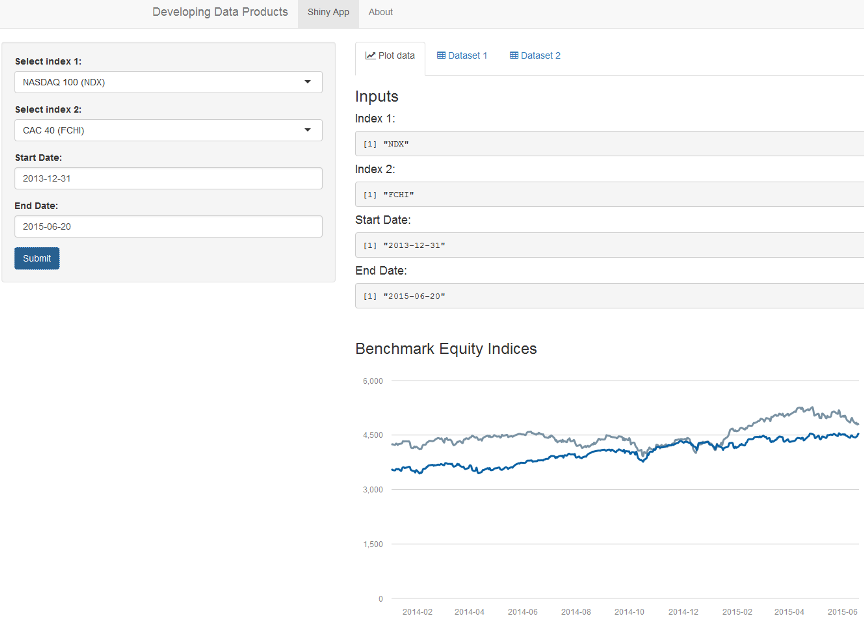 Developing Data Products Shiny App About
Select index 1:
NASDAQ 100 (NDX)
Select index 2:
CAC 40 (FCHI)
Start Date:
2013-12-31
End Date:
2015-06-20
Submit
Plot data Dataset 1 Dataset 2
Inputs
Index 1:
[1] "NDX"
Index 2:
[1] "FCHI"
Start Date:
[1] "2013-12-31"
End Date:
[1] "2015-06-20"
Benchmark Equity Indices
6,000
4,500
3,000
1,500
0
2014-02 2014-04 2014-06 2014-08 2014-10 2014-12 2015-02 2015-04 2015-06